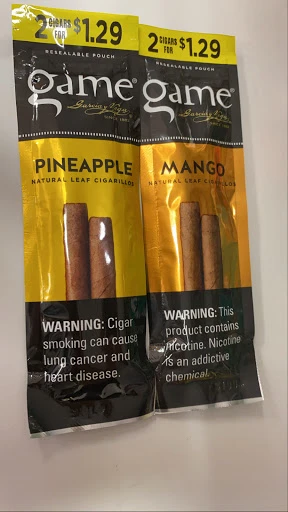 2 CIGARS FOR $1.29
RESEALABLE POUCH
game
Garcia y Vega
PINEAPPLE
NATURAL LEAF CIGARILLOS
WARNING: Cigar
smoking can cause
lung cancer and
heart disease.
2 CIGARS FOR $1.29
RESEALABLE POUCH
game
Garcia y Vega
MANGO
NATURAL LEAF CIGARILLOS
WARNING: This
product contains
nicotine. Nicotine
is an addictive
chemical.